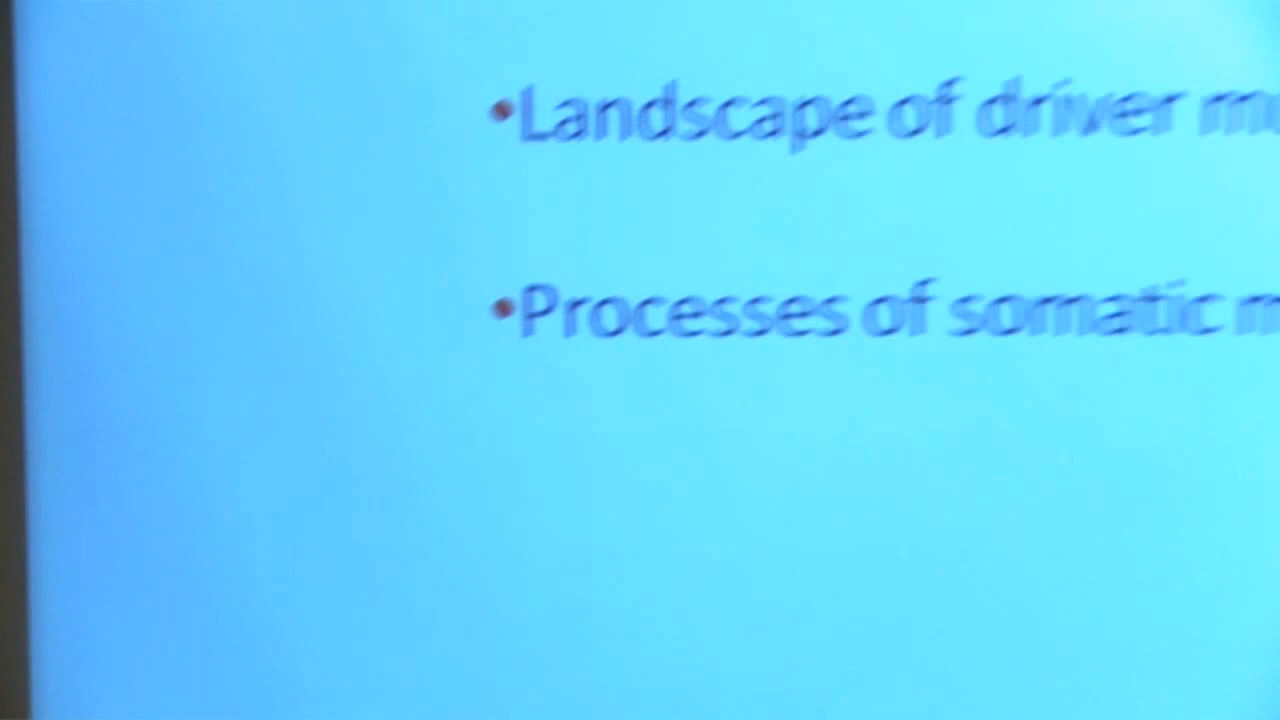 •Landscape of driver
•Processes of somatic